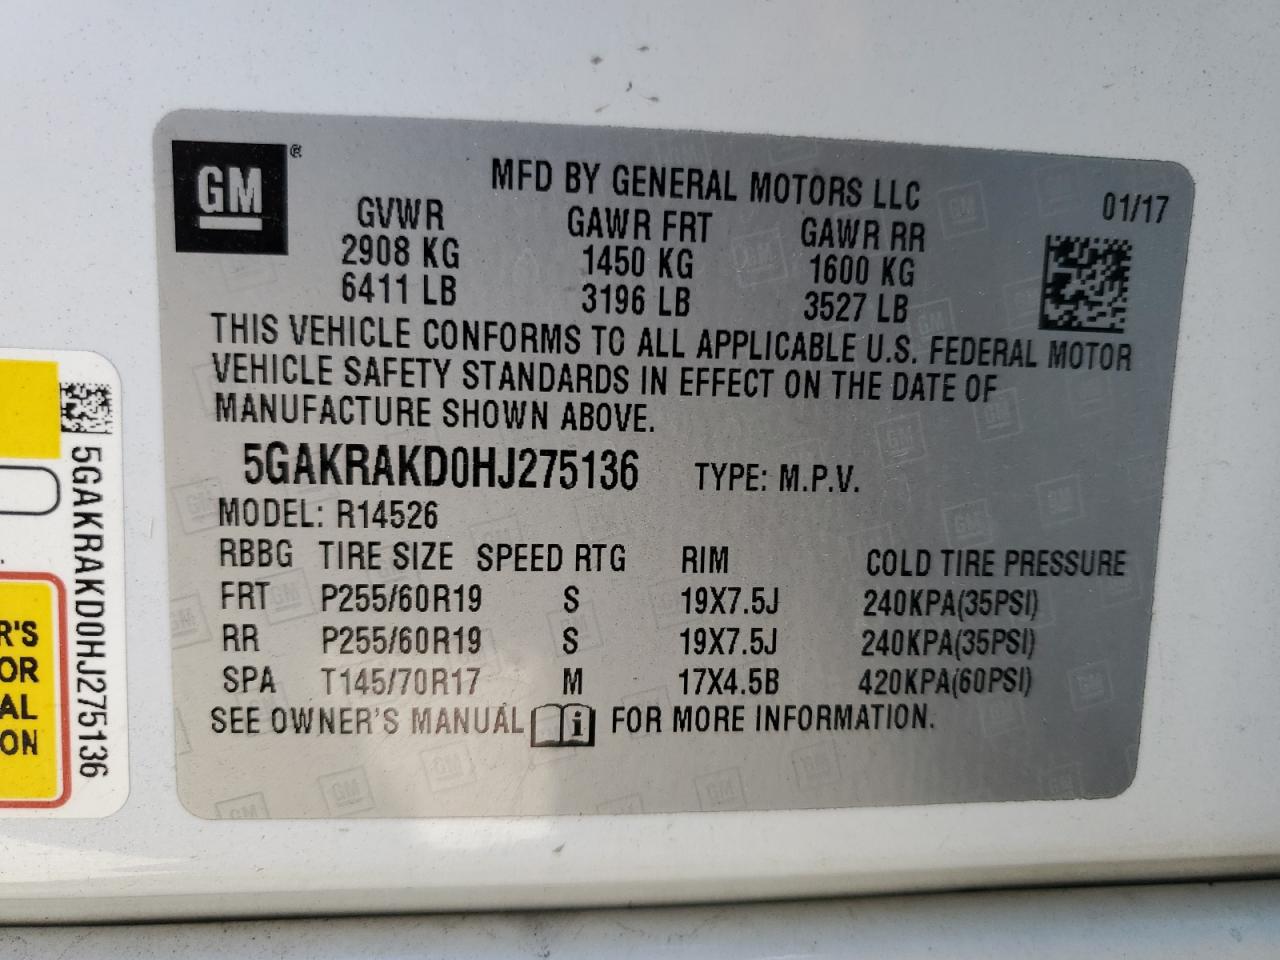 GM ®
MFD BY GENERAL MOTORS LLC 01/17
GVWR GAWR FRT GAWR RR
2908 KG 1450 KG 1600 KG
6411 LB 3196 LB 3527 LB
THIS VEHICLE CONFORMS TO ALL APPLICABLE U.S. FEDERAL MOTOR
VEHICLE SAFETY STANDARDS IN EFFECT ON THE DATE OF
MANUFACTURE SHOWN ABOVE.
5GAKRAKD0HJ275136 TYPE: M.P.V.
MODEL: R14526
RBBG TIRE SIZE SPEED RTG RIM COLD TIRE PRESSURE
FRT P255/60R19 S 19X7.5J 240KPA(35PSI)
RR P255/60R19 S 19X7.5J 240KPA(35PSI)
SPA T145/70R17 M 17X4.5B 420KPA(60PSI)
SEE OWNER'S MANUAL i FOR MORE INFORMATION.
5GAKRAKD0HJ275136
R'S
OR
AL
ON